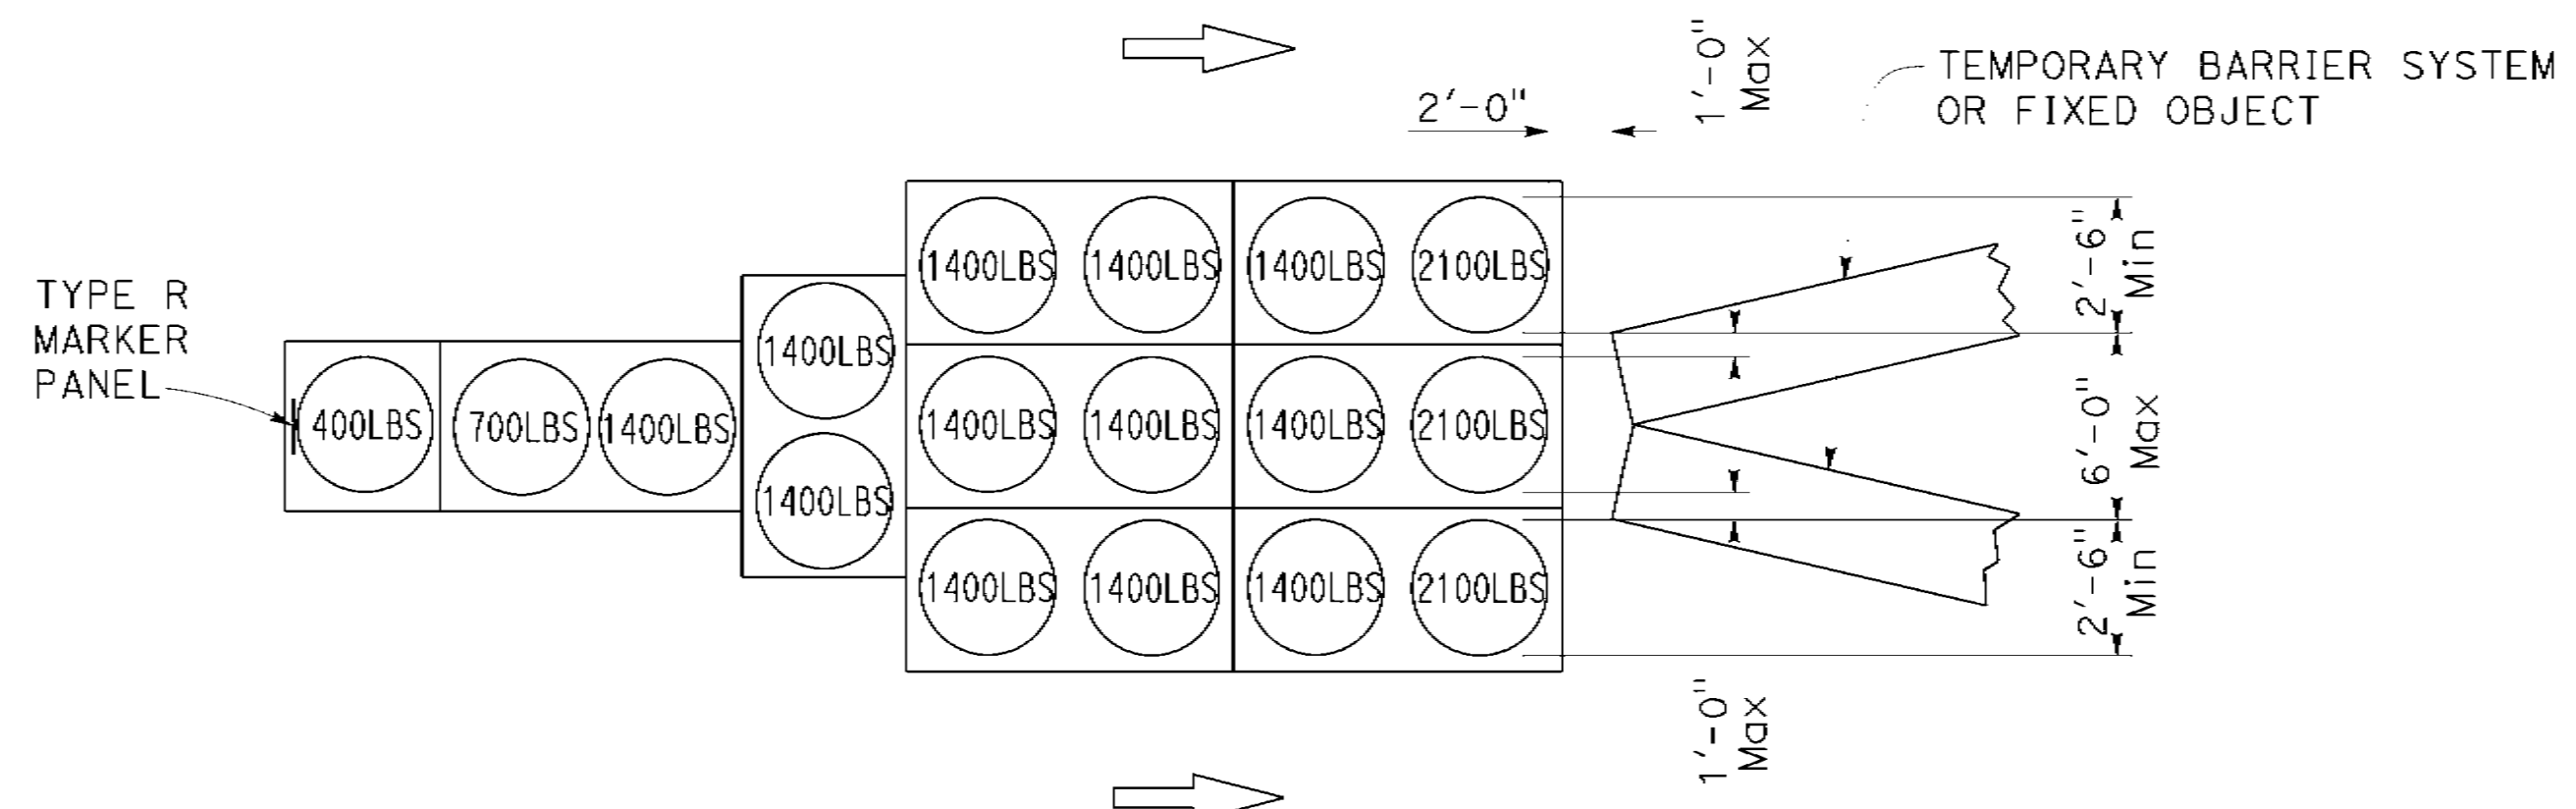 2'-0"
1'-0"
Max
TEMPORARY BARRIER SYSTEM
OR FIXED OBJECT
TYPE R
MARKER
PANEL
400LBS
700LBS
1400LBS
1400LBS
1400LBS
1400LBS
1400LBS
1400LBS
2100LBS
1400LBS
1400LBS
1400LBS
2100LBS
1400LBS
1400LBS
1400LBS
2100LBS
2'-6"
Min
6'-0"
Max
2'-6"
Min
1'-0"
Max